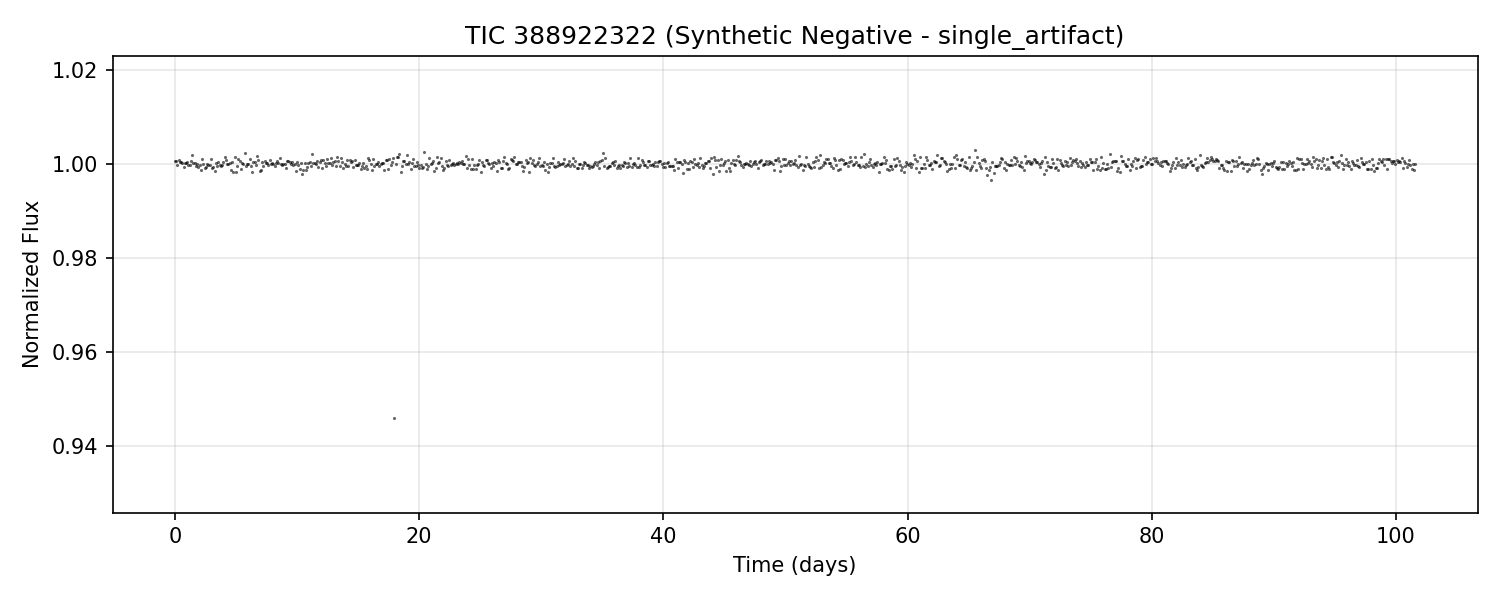 TIC 388922322 (Synthetic Negative - single_artifact)
1.02
1.00
0.98
0.96
0.94
Normalized Flux
0 20 40 60 80 100
Time (days)